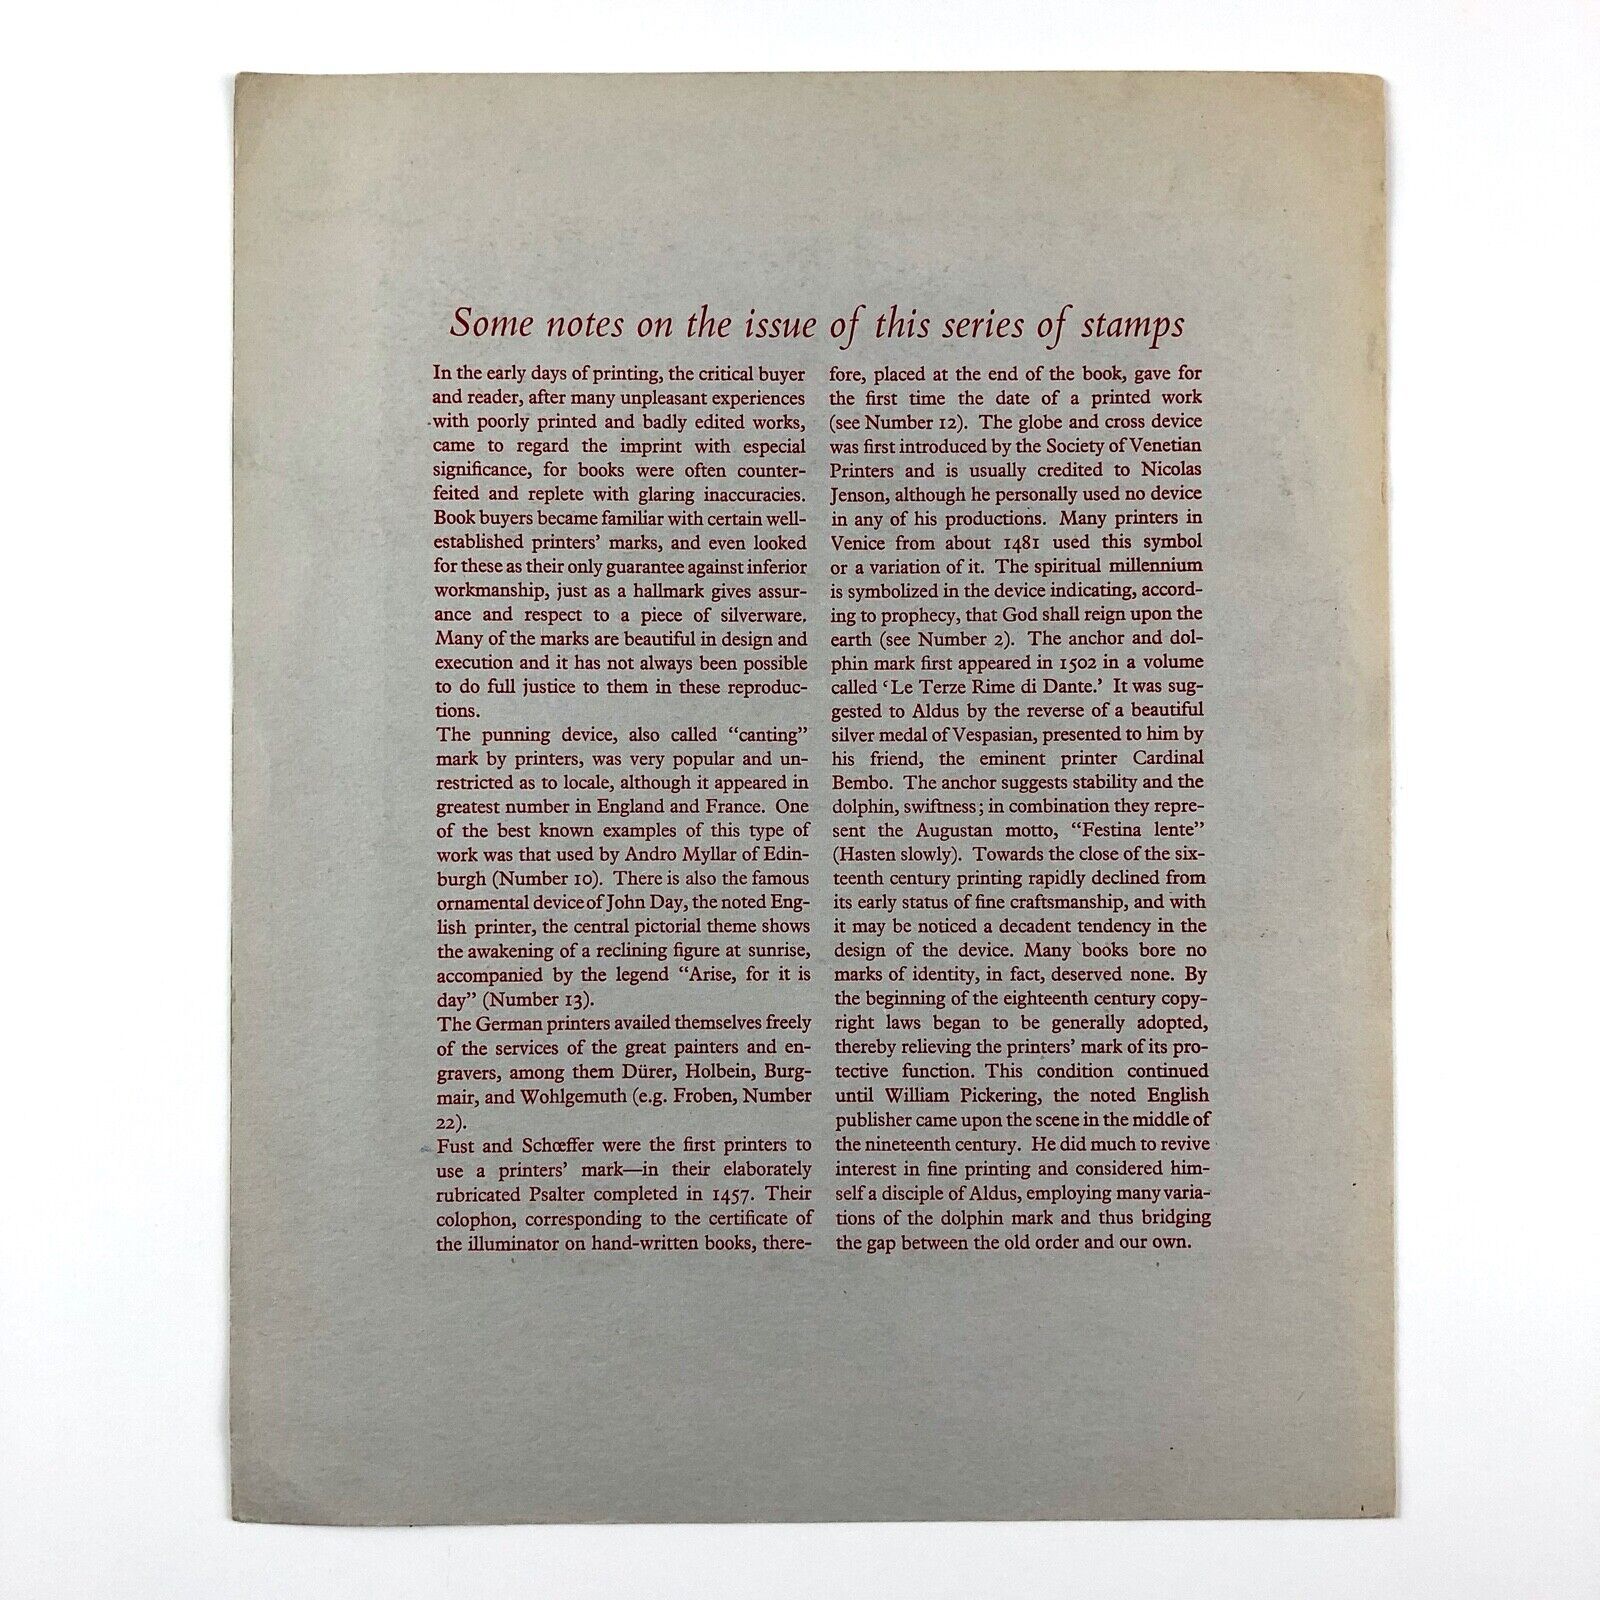 Some notes on the issue of this series of stamps
In the early days of printing, the critical buyer
and reader, after many unpleasant experiences
with poorly printed and badly edited works,
came to regard the imprint with especial
significance, for books were often counter-
feited and replete with glaring inaccuracies.
Book buyers became familiar with certain well-
established printers’ marks, and even looked
for these as their only guarantee against inferior
workmanship, just as a hallmark gives assur-
ance and respect to a piece of silverware.
Many of the marks are beautiful in design and
execution and it has not always been possible
to do full justice to them in these reproduc-
tions.
The punning device, also called “canting”
mark by printers, was very popular and un-
restricted as to locale, although it appeared in
greatest number in England and France. One
of the best known examples of this type of
work was that used by Andro Myllar of Edin-
burgh (Number 10). There is also the famous
ornamental device of John Day, the noted Eng-
lish printer, the central pictorial theme shows
the awakening of a reclining figure at sunrise,
accompanied by the legend “Arise, for it is
day” (Number 13).
The German printers availed themselves freely
of the services of the great painters and en-
gravers, among them Dürer, Holbein, Burg-
mair, and Wohlgemuth (e.g. Froben, Number
22).
Fust and Schœffer were the first printers to
use a printers’ mark—in their elaborately
rubricated Psalter completed in 1457. Their
colophon, corresponding to the certificate of
the illuminator on hand-written books, there-
fore, placed at the end of the book, gave for
the first time the date of a printed work
(see Number 12). The globe and cross device
was first introduced by the Society of Venetian
Printers and is usually credited to Nicolas
Jenson, although he personally used no device
in any of his productions. Many printers in
Venice from about 1481 used this symbol
or a variation of it. The spiritual millennium
is symbolized in the device indicating, accord-
ing to prophecy, that God shall reign upon the
earth (see Number 2). The anchor and dol-
phin mark first appeared in 1502 in a volume
called ‘Le Terze Rime di Dante.’ It was sug-
gested to Aldus by the reverse of a beautiful
silver medal of Vespasian, presented to him by
his friend, the eminent printer Cardinal
Bembo. The anchor suggests stability and the
dolphin, swiftness; in combination they repre-
sent the Augustan motto, “Festina lente”
(Hasten slowly). Towards the close of the six-
teenth century printing rapidly declined from
its early status of fine craftsmanship, and with
it may be noticed a decadent tendency in the
design of the device. Many books bore no
marks of identity, in fact, deserved none. By
the beginning of the eighteenth century copy-
right laws began to be generally adopted,
thereby relieving the printers’ mark of its pro-
tective function. This condition continued
until William Pickering, the noted English
publisher came upon the scene in the middle of
the nineteenth century. He did much to revive
interest in fine printing and considered him-
self a disciple of Aldus, employing many varia-
tions of the dolphin mark and thus bridging
the gap between the old order and our own.